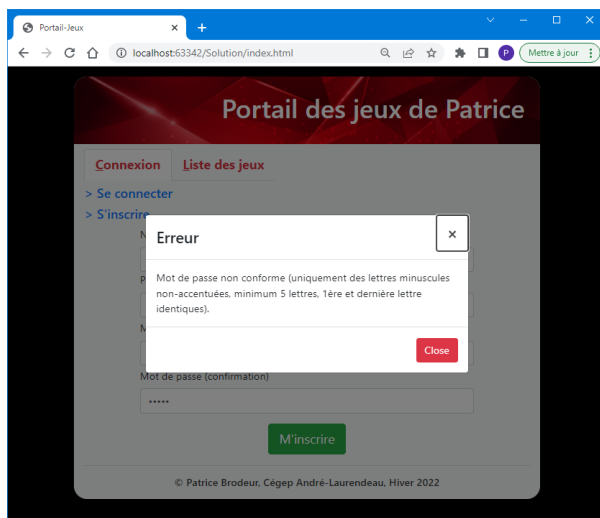 Portail-Jeux
localhost:63342/Solution/index.html
P
Mettre à jour
Portail des jeux de Patrice
Connexion Liste des jeux
> Se connecter
> S'inscrire
Erreur
Mot de passe non conforme (uniquement des lettres minuscules
non-accentuées, minimum 5 lettres, 1ère et dernière lettre
identiques).
Close
Mot de passe (confirmation)
•••••
M'inscrire
© Patrice Brodeur, Cégep André-Laurendeau, Hiver 2022